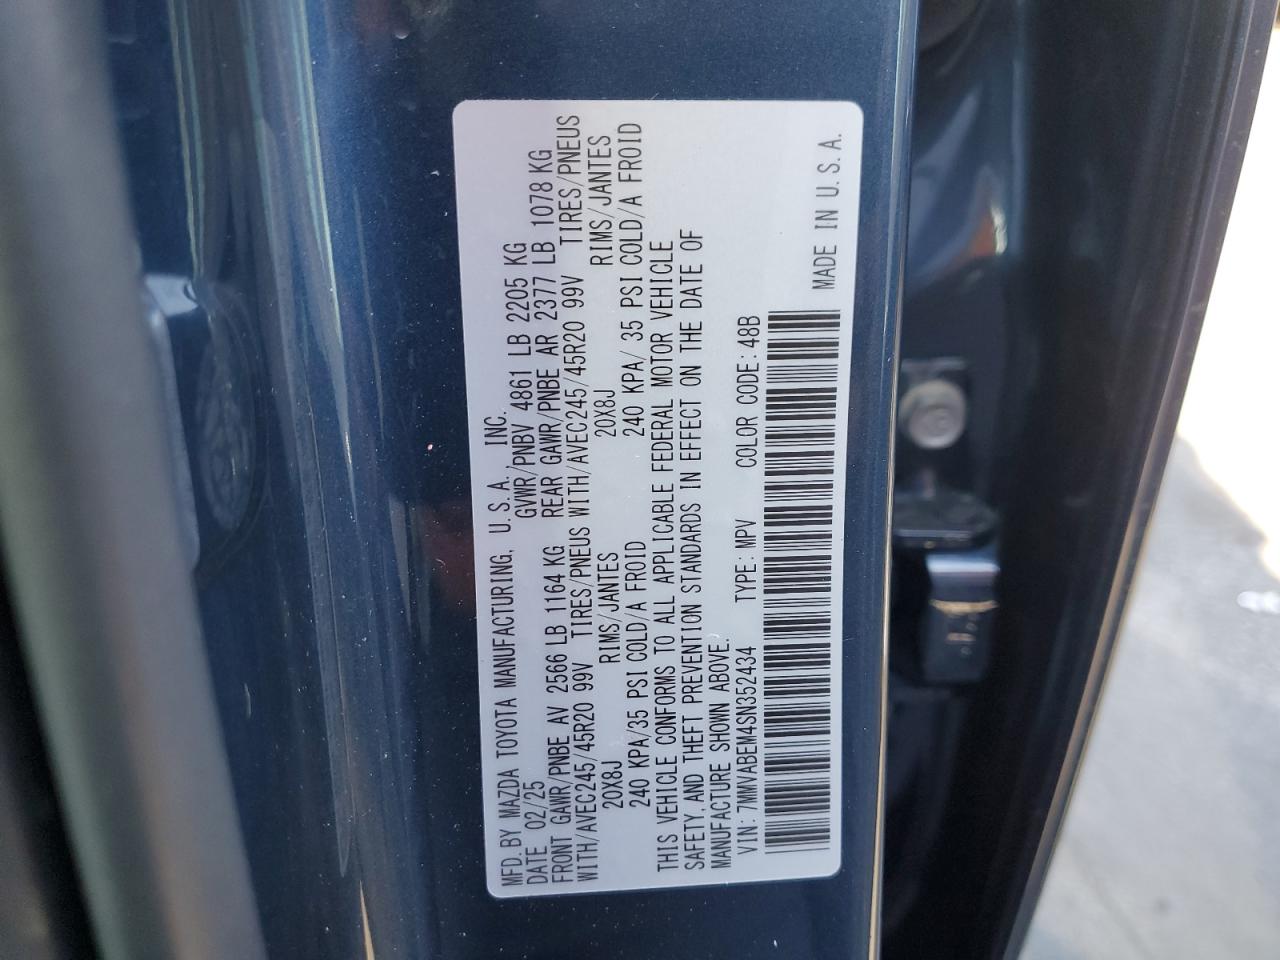 MFD. BY MAZDA TOYOTA MANUFACTURING, U. S. A., INC.
DATE 02/25 GVWR/PNBV 4861 LB 2205 KG
FRONT GAWR/PNBE AV 2566 LB 1164 KG REAR GAWR/PNBE AR 2377 LB 1078 KG
WITH/AVEC245/45R20 99V TIRES/PNEUS WITH/AVEC245/45R20 99V TIRES/PNEUS
20X8J RIMS/JANTES 20X8J RIMS/JANTES
240 KPA/35 PSI COLD/A FROID 240 KPA/ 35 PSI COLD/A FROID
THIS VEHICLE CONFORMS TO ALL APPLICABLE FEDERAL MOTOR VEHICLE
SAFETY, AND THEFT PREVENTION STANDARDS IN EFFECT ON THE DATE OF
MANUFACTURE SHOWN ABOVE.
VIN: 7MMVABEM4SN352434 TYPE: MPV COLOR CODE: 48B
MADE IN U. S. A.